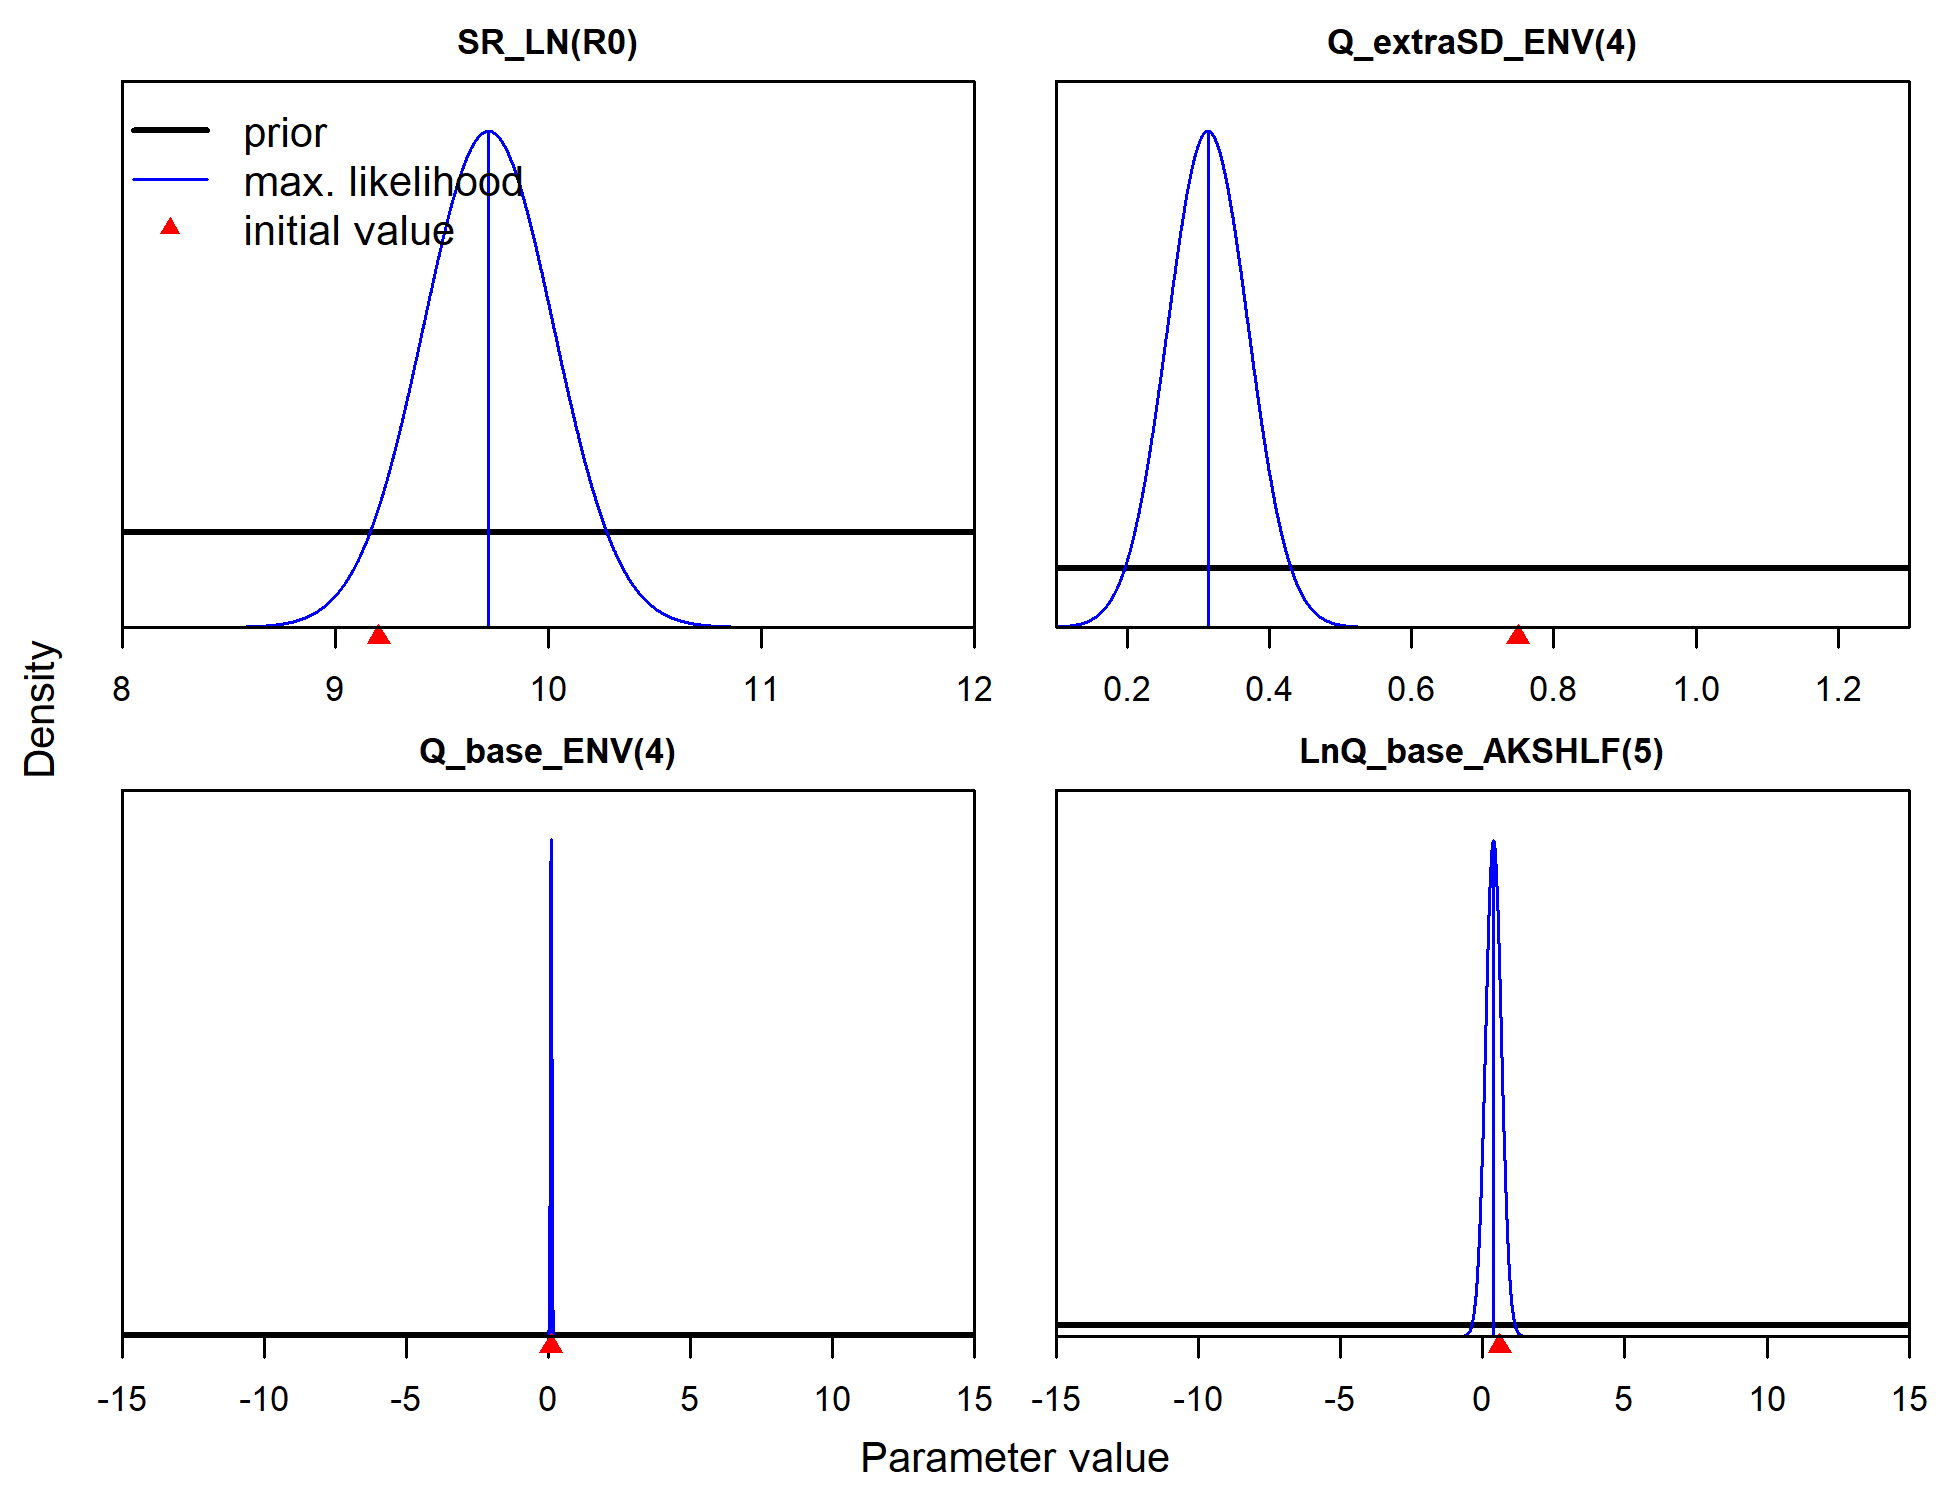 SR_LN(R0)
prior
max. likelihood
initial value
8 9 10 11 12
Q_extraSD_ENV(4)
0.2 0.4 0.6 0.8 1.0 1.2
Q_base_ENV(4)
-15 -10 -5 0 5 10 15
LnQ_base_AKSHLF(5)
-15 -10 -5 0 5 10 15
Density
Parameter value